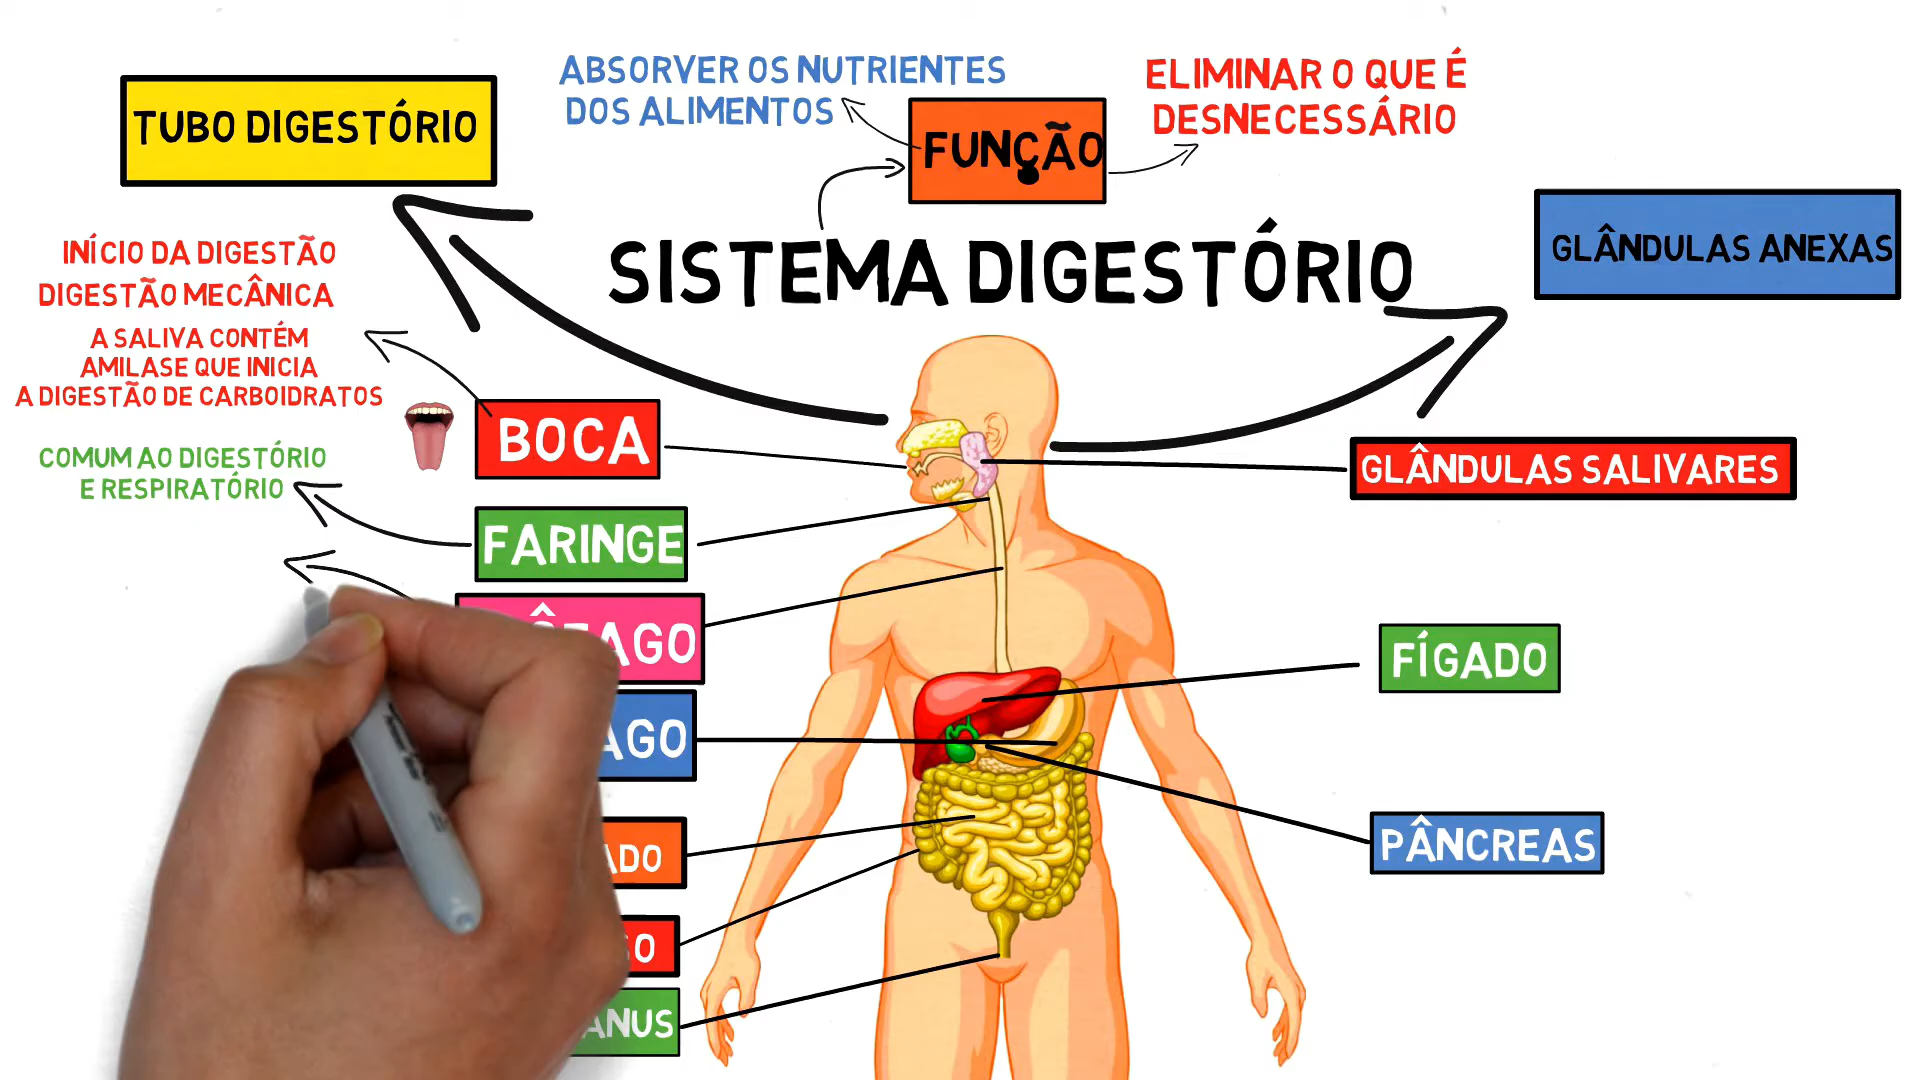 ABSORVER OS NUTRIENTES
DOS ALIMENTOS
ELIMINAR O QUE É
DESNECESSÁRIO
TUBO DIGESTÓRIO
FUNÇÃO
SISTEMA DIGESTÓRIO
GLÂNDULAS ANEXAS
INÍCIO DA DIGESTÃO
DIGESTÃO MECÂNICA
A SALIVA CONTÉM
AMILASE QUE INICIA
A DIGESTÃO DE CARBOIDRATOS
BOCA
GLÂNDULAS SALIVARES
COMUM AO DIGESTÓRIO
E RESPIRATÓRIO
FARINGE
FÍGADO
PÂNCREAS
ANUS